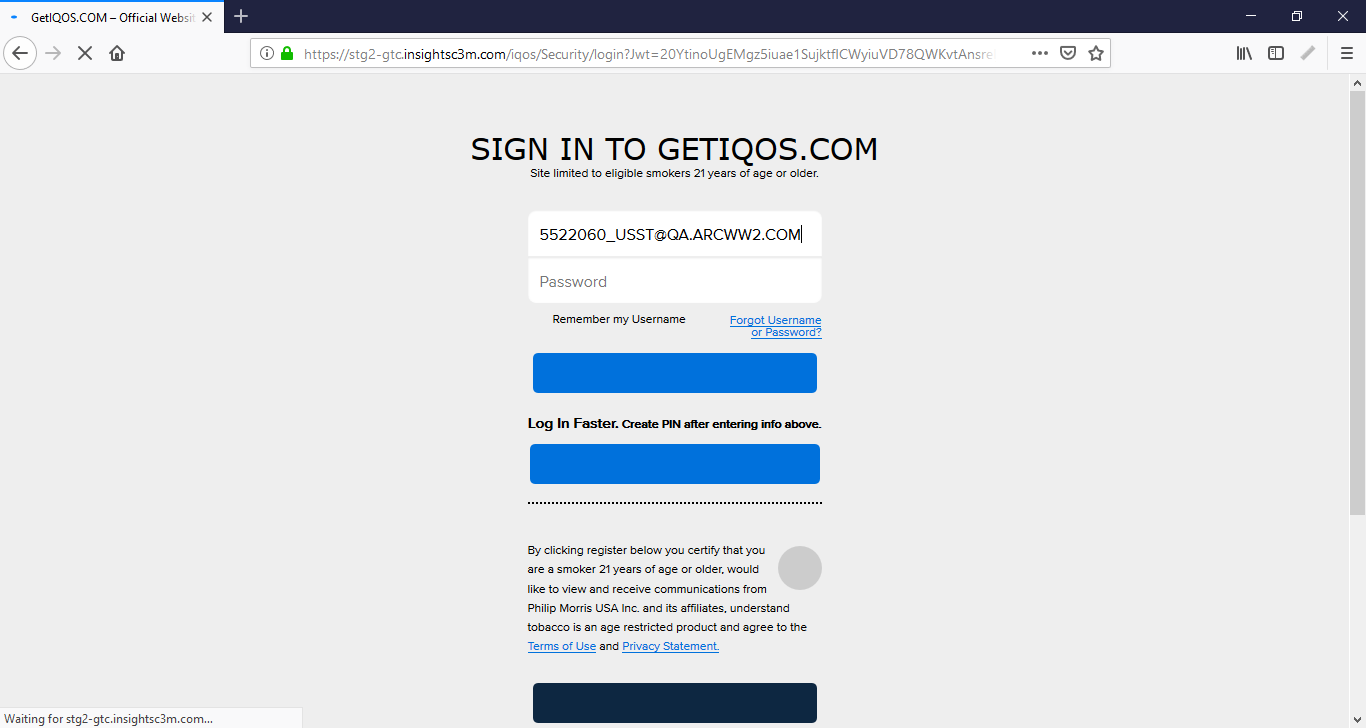 GetIQOS.COM – Official Websit
https://stg2-gtc.insightsc3m.com/iqos/Security/login?Jwt=20YtinoUgEMgz5iuae1SujktfICWyiuVD78QWKvtAnsrel
SIGN IN TO GETIQOS.COM
Site limited to eligible smokers 21 years of age or older.
5522060_USST@QA.ARCWW2.COM
Password
Remember my Username
Forgot Username
or Password?
Log In Faster. Create PIN after entering info above.
By clicking register below you certify that you
are a smoker 21 years of age or older, would
like to view and receive communications from
Philip Morris USA Inc. and its affiliates, understand
tobacco is an age restricted product and agree to the
Terms of Use and Privacy Statement.
Waiting for stg2-gtc.insightsc3m.com...